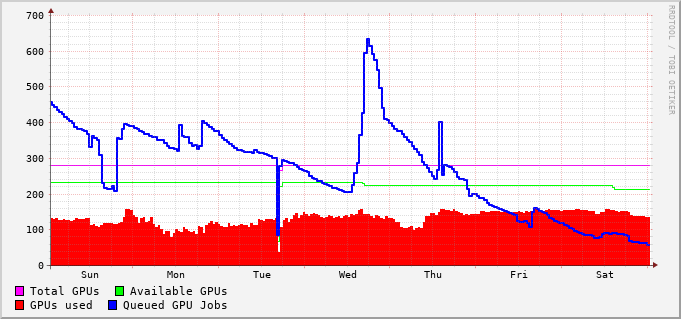 700
600
500
400
300
200
100
0
Sun Mon Tue Wed Thu Fri Sat
Total GPUs Available GPUs
GPUs used Queued GPU Jobs
RRDTOOL / TOBI OETIKER